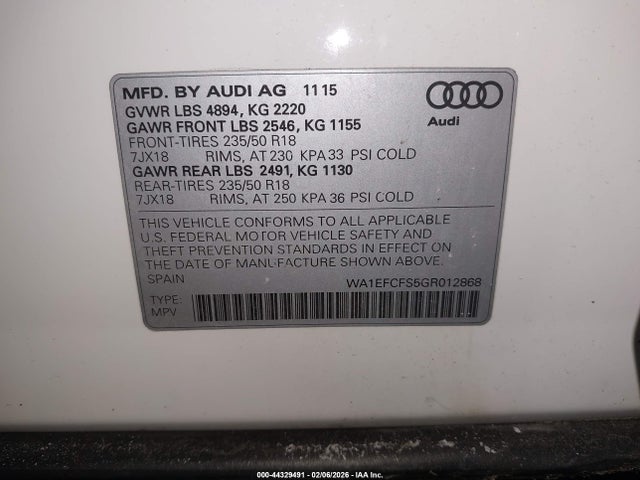 MFD. BY AUDI AG 11 15
GVWR LBS 4894, KG 2220
GAWR FRONT LBS 2546, KG 1155
FRONT-TIRES 235/50 R18
7JX18 RIMS, AT 230 KPA 33 PSI COLD
GAWR REAR LBS 2491, KG 1130
REAR-TIRES 235/50 R18
7JX18 RIMS, AT 250 KPA 36 PSI COLD
Audi
THIS VEHICLE CONFORMS TO ALL APPLICABLE
U.S. FEDERAL MOTOR VEHICLE SAFETY AND
THEFT PREVENTION STANDARDS IN EFFECT ON
THE DATE OF MANUFACTURE SHOWN ABOVE.
SPAIN WA1EFCFS5GR012868
TYPE:
MPV
000-44329491 - 02/06/2026 - IAA Inc.